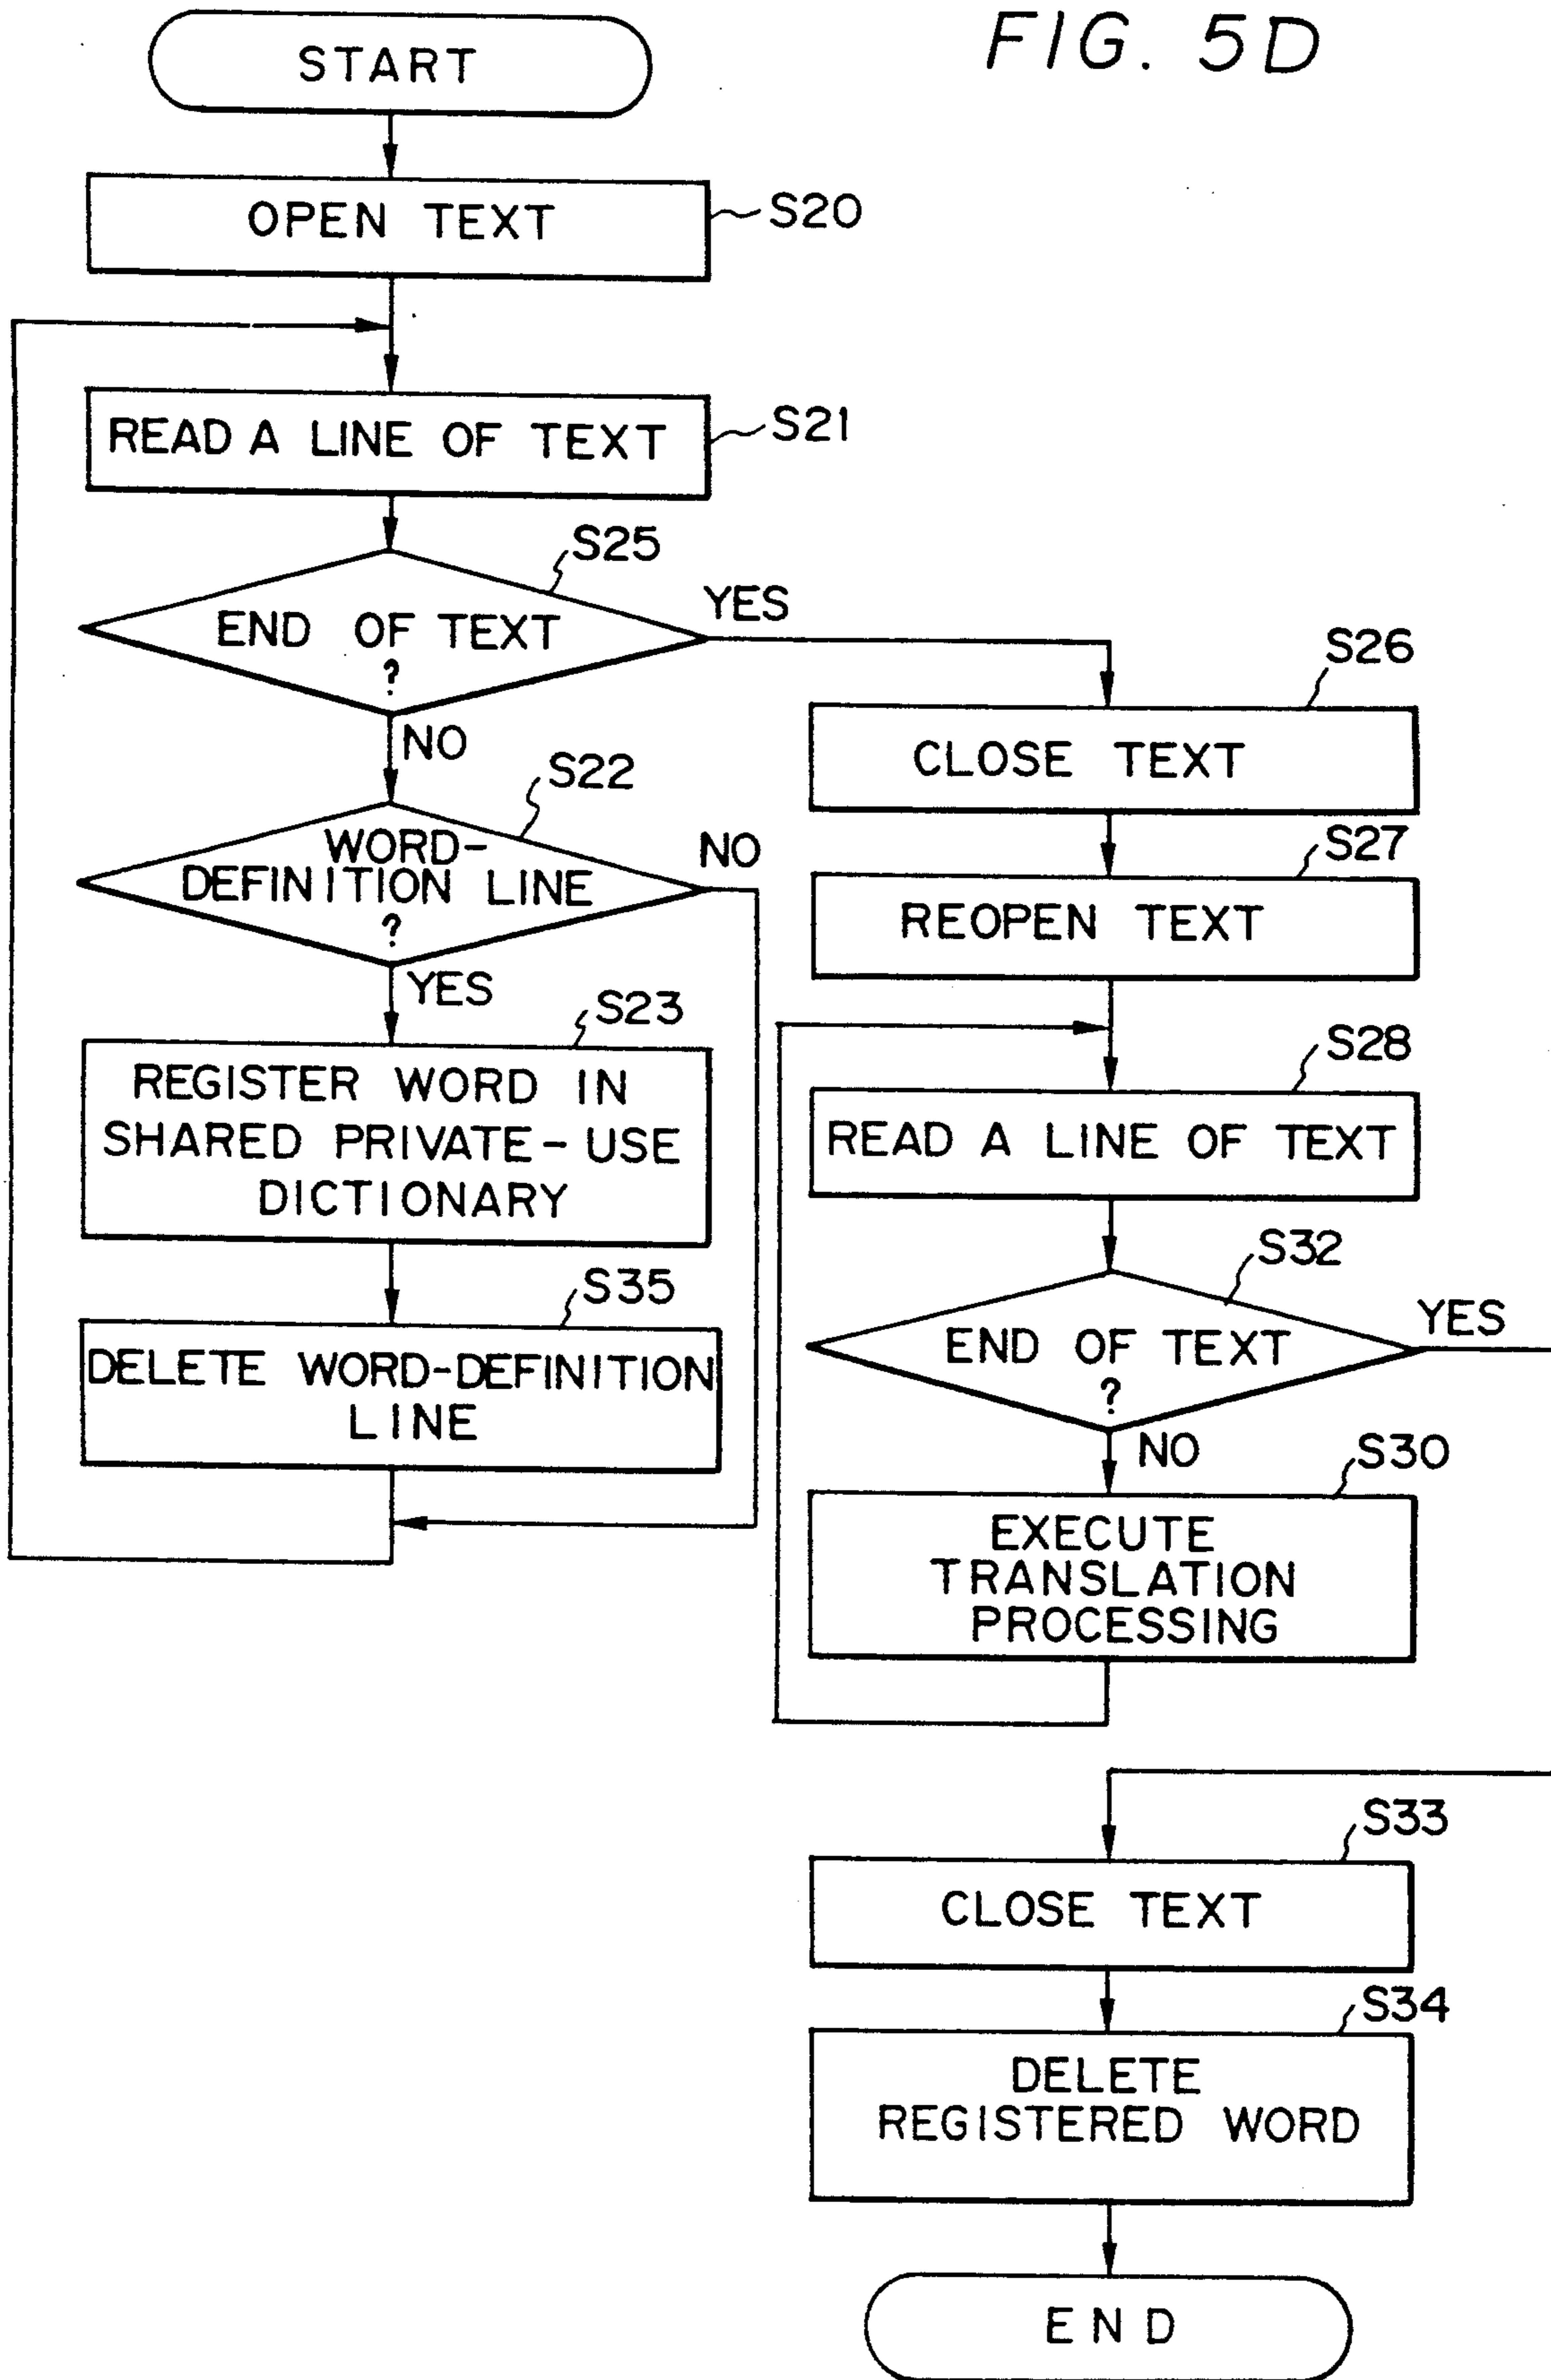 FIG. 5D
START
OPEN TEXT
S20
READ A LINE OF TEXT
S21
S25
END OF TEXT
?
YES
NO
S22
WORD-
DEFINITION LINE
?
NO
YES
S23
REGISTER WORD IN
SHARED PRIVATE-USE
DICTIONARY
S35
DELETE WORD-DEFINITION
LINE
S26
CLOSE TEXT
S27
REOPEN TEXT
S28
READ A LINE OF TEXT
S32
END OF TEXT
?
YES
NO
S30
EXECUTE
TRANSLATION
PROCESSING
S33
CLOSE TEXT
S34
DELETE
REGISTERED WORD
END